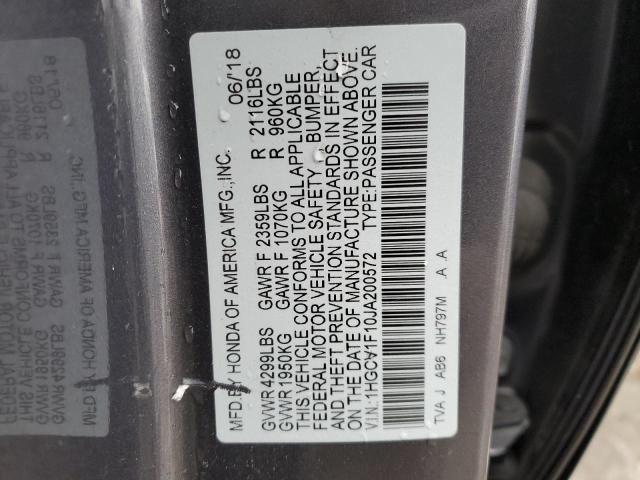 MFD.BY HONDA OF AMERICA MFG.,INC. 06/'18
GVWR 4299LBS GAWR F 2359LBS R 2116LBS
GVWR 1950KG GAWR F 1070KG R 960KG
THIS VEHICLE CONFORMS TO ALL APPLICABLE
FEDERAL MOTOR VEHICLE SAFETY BUMPER,
AND THEFT PREVENTION STANDARDS IN EFFECT
ON THE DATE OF MANUFACTURE SHOWN ABOVE.
V.I.N.:1HGCV1F10JA200572 TYPE:PASSENGER CAR
TVA J AB6 NH797M A A